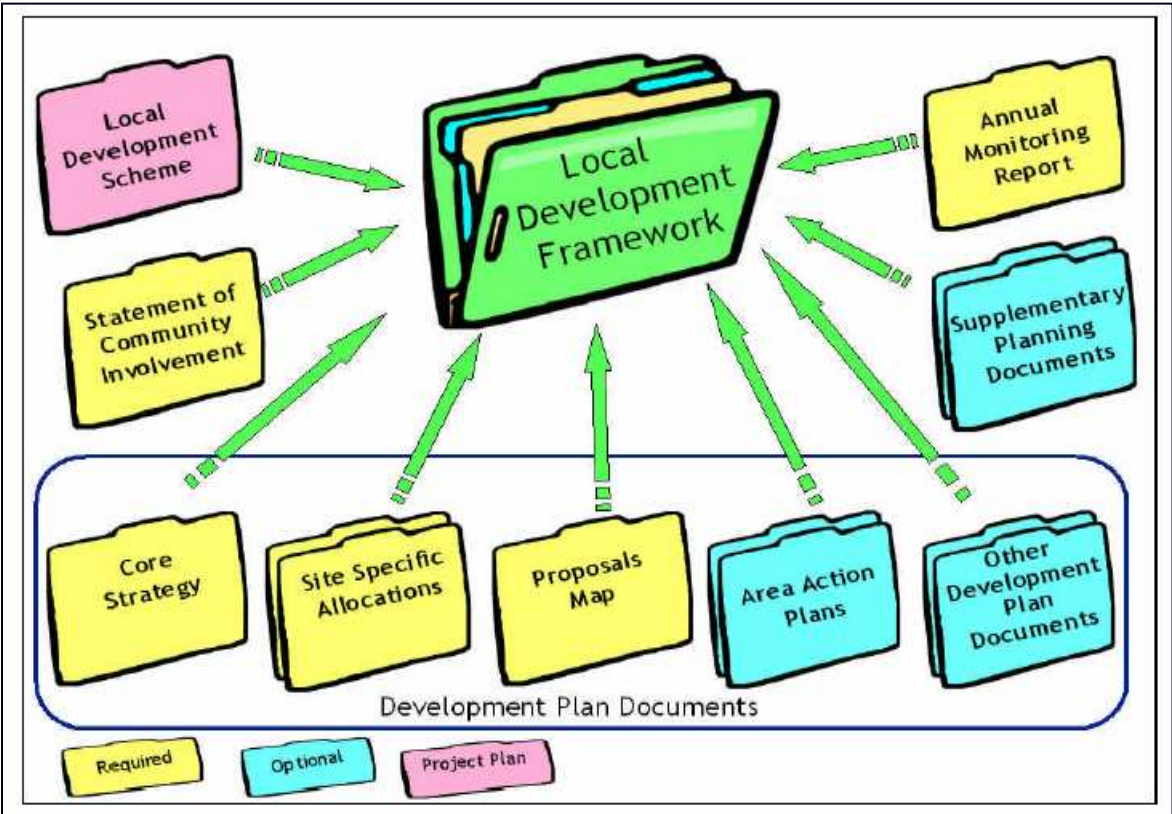 Local
Development
Scheme
Local
Development
Framework
Annual
Monitoring
Report
Statement of
Community
Involvement
Supplementary
Planning
Documents
Core
Strategy
Site Specific
Allocations
Proposals
Map
Area Action
Plans
Other
Development
Plan
Documents
Development Plan Documents
Required
Optional
Project Plan